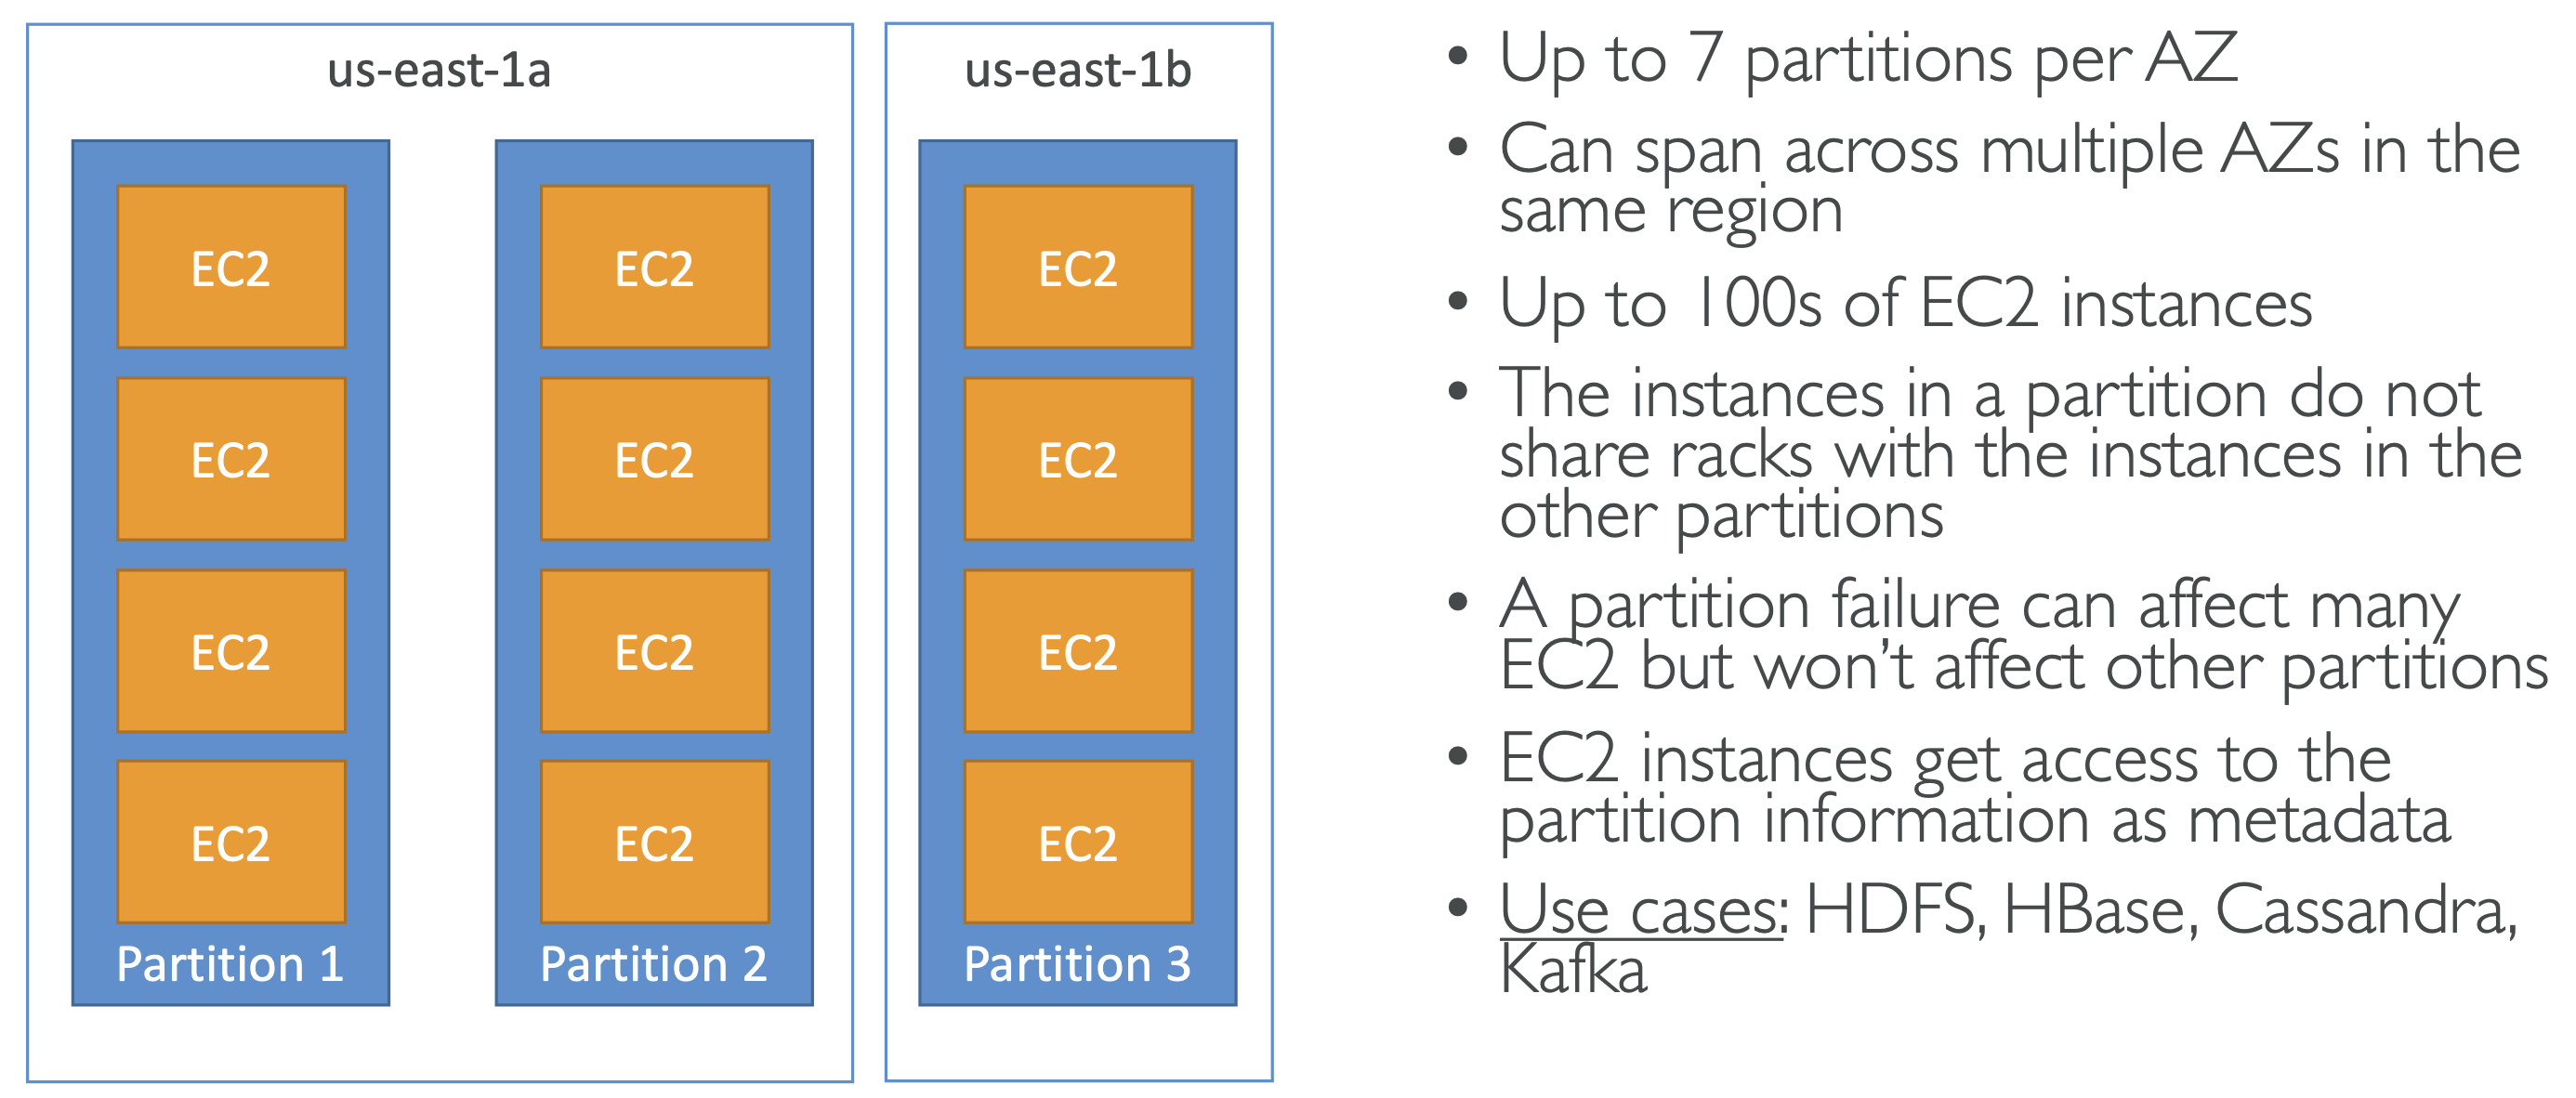 us-east-1a
EC2
EC2
EC2
EC2
Partition 1
EC2
EC2
EC2
EC2
Partition 2
us-east-1b
EC2
EC2
EC2
EC2
Partition 3
• Up to 7 partitions per AZ
• Can span across multiple AZs in the
same region
• Up to 100s of EC2 instances
• The instances in a partition do not
share racks with the instances in the
other partitions
• A partition failure can affect many
EC2 but won’t affect other partitions
• EC2 instances get access to the
partition information as metadata
• Use cases: HDFS, HBase, Cassandra,
Kafka